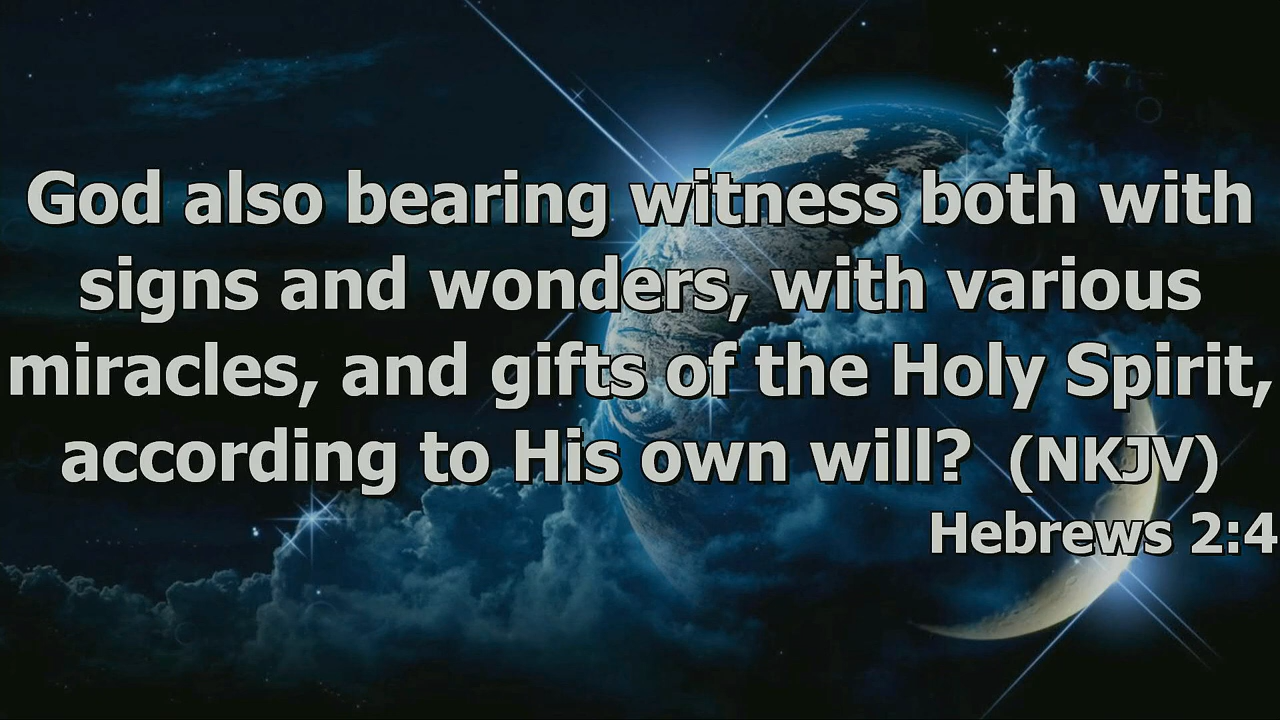 God also bearing witness both with
signs and wonders, with various
miracles, and gifts of the Holy Spirit,
according to His own will? (NKJV)
Hebrews 2:4